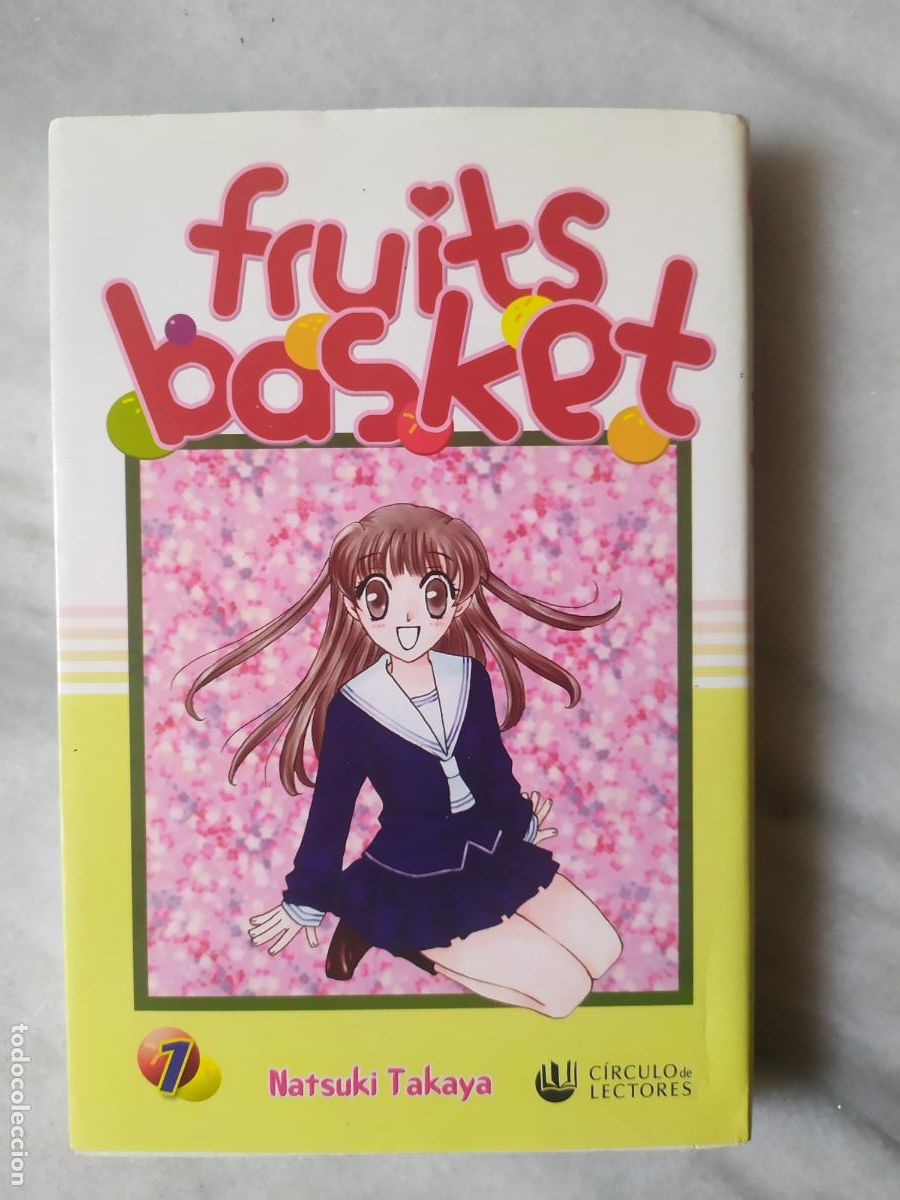 fruits
basket
1
Natsuki Takaya
CÍRCULO de
LECTORES
todocoleccion